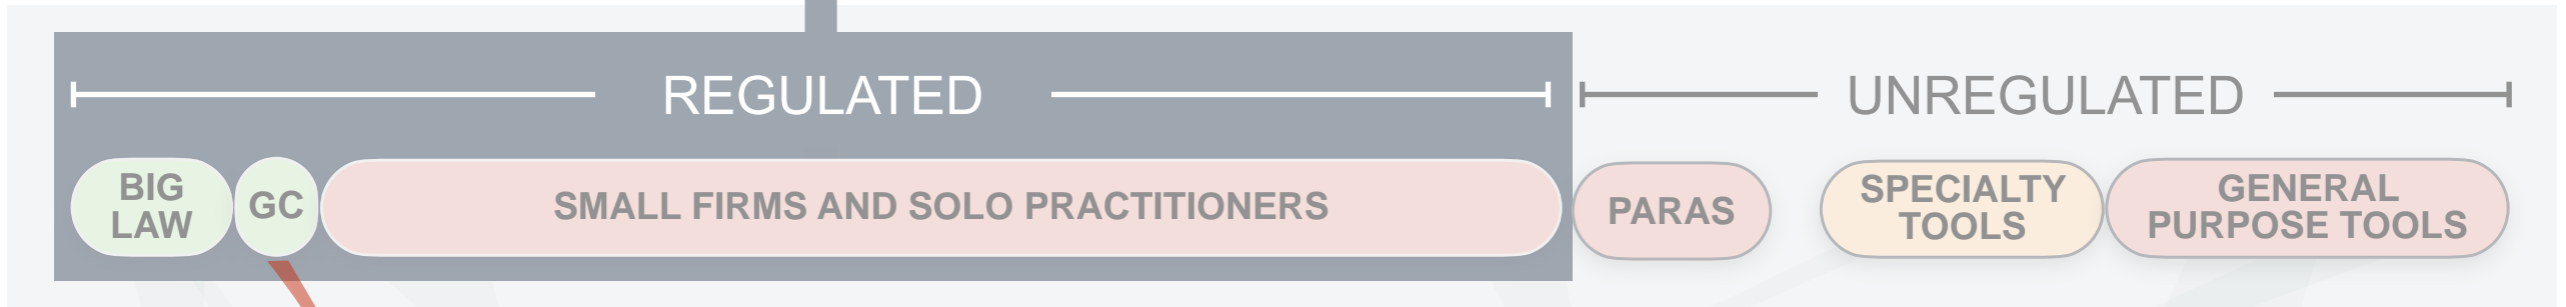 REGULATED
UNREGULATED
BIG
LAW
GC
SMALL FIRMS AND SOLO PRACTITIONERS
PARAS
SPECIALTY
TOOLS
GENERAL
PURPOSE TOOLS